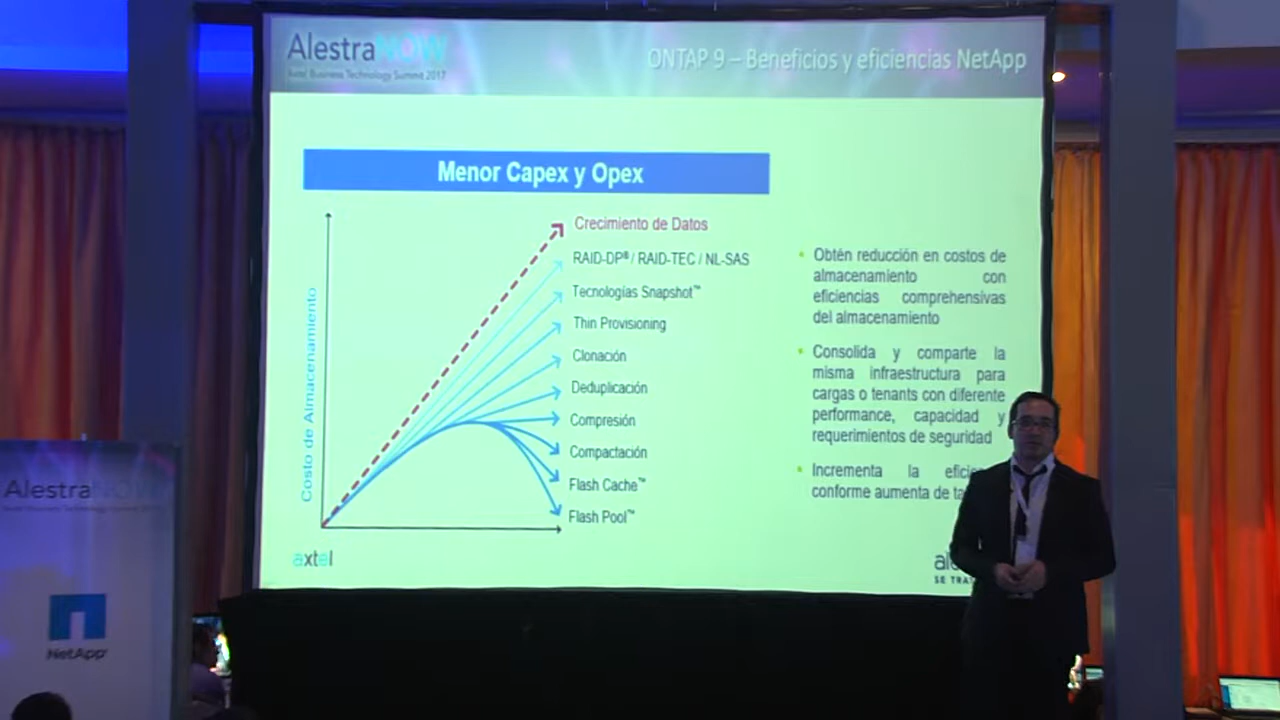 AlestraNOW
Axtel Business Technology Summit 2017
ONTAP 9 – Beneficios y eficiencias NetApp
Menor Capex y Opex
Costo de Almacenamiento
Crecimiento de Datos
RAID-DP® / RAID-TEC / NL-SAS
Tecnologías Snapshot™
Thin Provisioning
Clonación
Deduplicación
Compresión
Compactación
Flash Cache™
Flash Pool™
• Obtén reducción en costos de
almacenamiento con
eficiencias comprehensivas
del almacenamiento
• Consolida y comparte la
misma infraestructura para
cargas o tenants con diferente
performance, capacidad y
requerimientos de seguridad
• Incrementa la
conforme aumenta de
axtel
SE
AlestraNOW
NetApp